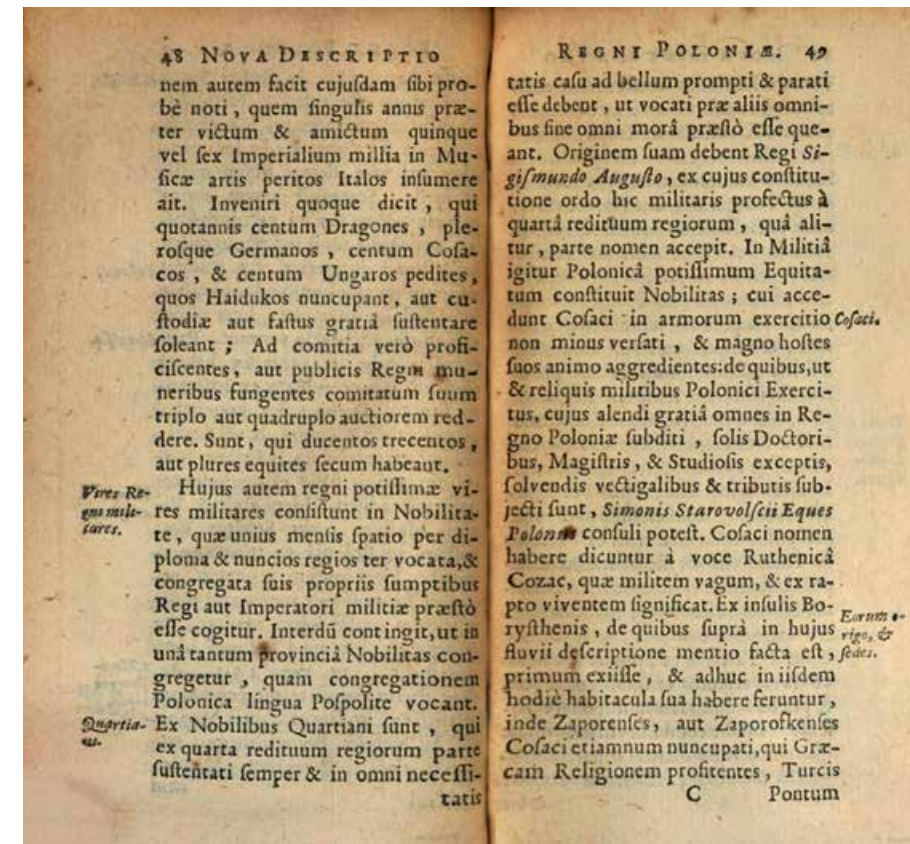 48 NOVA DESCRIPTIO
nem autem facit cujuſdam ſibi pro-
bè noti, quem ſingulis annis præ-
ter victum & amictum quinque
vel ſex Imperialium millia in Mu-
ſicæ artis peritos Italos inſumere
ait. Inveniri quoque dicit, qui
quotannis centum Dragones, ple-
roſque Germanos, centum Coſa-
cos, & centum Ungaros pedites,
quos Haidukos nuncupant, aut cu-
ſtodiæ aut faſtus gratiâ ſuſtentare
ſoleant; Ad comitia verò profi-
ciſcentes, aut publicis Regni mu-
neribus fungentes comitatum ſuum
triplo aut quadruplo auctiorem red-
dere. Sunt, qui ducentos trecentos,
aut plures equites ſecum habeant.
Vires Re-
gni mili-
tares.
Hujus autem regni potiſſimæ vi-
res militares conſiſtunt in Nobilita-
te, quæ unius menſis ſpatio per di-
ploma & nuncios regios ter vocata, &
congregata ſuis propriis ſumptibus
Regi aut Imperatori militiæ præſtò
eſſe cogitur. Interdū contingit, ut in
unâ tantum provinciâ Nobilitas con-
gregetur, quam congregationem
Polonica lingua Poſpolite vocant.
Quartia-
ni.
Ex Nobilibus Quartiani ſunt, qui
ex quarta redituum regiorum parte
ſuſtentati ſemper & in omni neceſſi-
tatis
REGNI POLONIÆ. 49
tatis caſu ad bellum prompti & parati
eſſe debent, ut vocati præ aliis omni-
bus ſine omni morâ præſtò eſſe que-
ant. Originem ſuam debent Regi Si-
giſmundo Auguſto, ex cujus conſtitu-
tione ordo hic militaris profectus à
quartâ redituum regiorum, quâ ali-
tur, parte nomen accepit. In Militiâ
igitur Polonicâ potiſſimum Equita-
tum conſtituit Nobilitas; cui acce-
dunt Coſaci in armorum exercitio
Coſaci.
non minus verſati, & magno hoſtes
ſuos animo aggredientes: de quibus, ut
& reliquis militibus Polonici Exerci-
tus, cujus alendi gratiâ omnes in Re-
gno Poloniæ ſubditi, ſolis Doctori-
bus, Magiſtris, & Studioſis exceptis,
ſolvendis vectigalibus & tributis ſub-
jecti ſunt, Simonis Starovolſcii Eques
Polonus conſuli poteſt. Coſaci nomen
habere dicuntur à voce Ruthenicâ
Cozac, quæ militem vagum, & ex ra-
pto viventem ſignificat. Ex inſulis Bo-
ryſthenis, de quibus ſuprà in hujus
Eorum o-
rigo, &
ſedes.
fluvii deſcriptione mentio facta eſt,
primum exiiſſe, & adhuc in iiſdem
hodiè habitacula ſua habere feruntur,
inde Zaporenſes, aut Zaporoſkenſes
Coſaci etiamnum nuncupati, qui Græ-
cam Religionem profitentes, Turcis
C Pontum